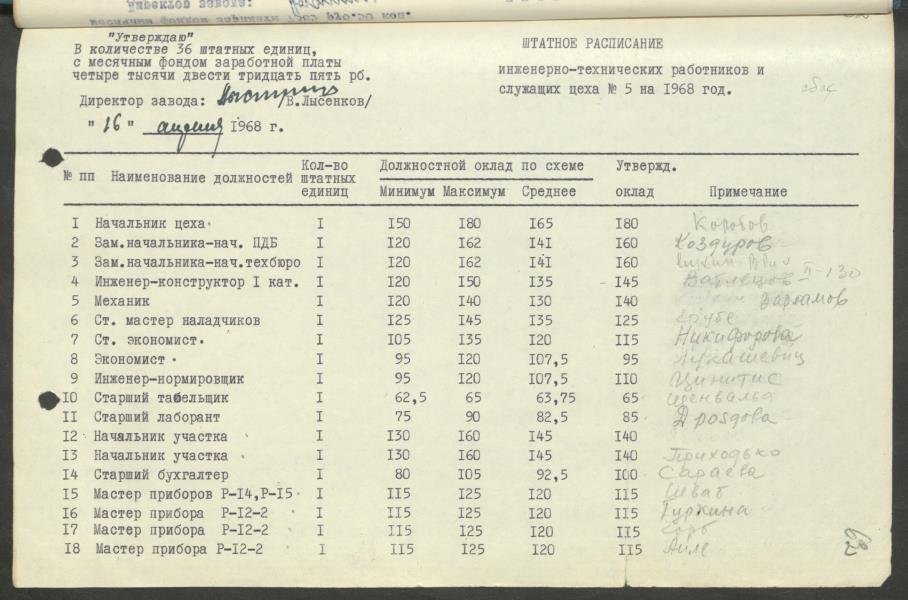 "Утверждаю"
В количестве 36 штатных единиц,
с месячным фондом заработной платы
четыре тысячи двести тридцать пять рб.
Директор завода: /В.Лысенков/
"16" апреля 1968 г.
ШТАТНОЕ РАСПИСАНИЕ
инженерно-технических работников и
служащих цеха № 5 на 1968 год.
№ пп Наименование должностей Кол-во штатных единиц Должностной оклад по схеме Утвержд. оклад Примечание
Минимум Максимум Среднее
1 Начальник цеха 1 150 180 165 180 Коробов
2 Зам.начальника-нач. ПДБ 1 120 162 141 160 Коздуров
3 Зам.начальника-нач.техбюро 1 120 162 141 160
4 Инженер-конструктор I кат. 1 120 150 135 145 II-130
5 Механик 1 120 140 130 140 Варламов
6 Ст. мастер наладчиков 1 125 145 135 125
7 Ст. экономист 1 105 135 120 115 Никифорова
8 Экономист 1 95 120 107,5 95 Лукашевиц
9 Инженер-нормировщик 1 95 120 107,5 110 Цинитис
10 Старший табельщик 1 62,5 65 63,75 65
11 Старший лаборант 1 75 90 82,5 85 Дроздова
12 Начальник участка 1 130 160 145 140
13 Начальник участка 1 130 160 145 140 Приходько
14 Старший бухгалтер 1 80 105 92,5 100 Сараева
15 Мастер приборов Р-14,Р-15 1 115 125 120 115 Шваб
16 Мастер прибора Р-12-2 1 115 125 120 115 Гуркина
17 Мастер прибора Р-12-2 1 115 125 120 115
18 Мастер прибора Р-12-2 1 115 125 120 115
63